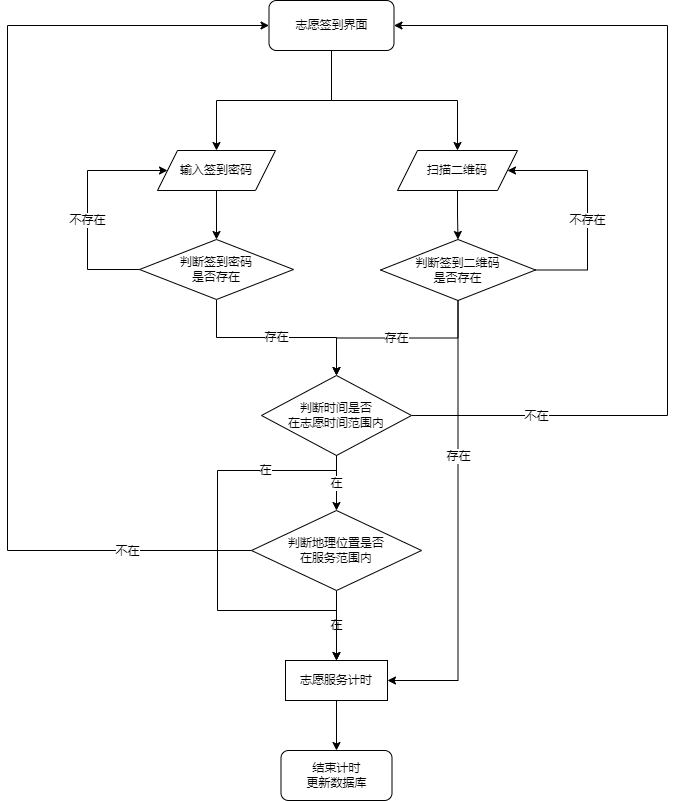 志愿签到界面
输入签到密码
扫描二维码
不存在
不存在
判断签到密码
是否存在
判断签到二维码
是否存在
存在
存在
判断时间是否
在志愿时间范围内
不在
存在
在
在
判断地理位置是否
在服务范围内
不在
在
志愿服务计时
结束计时
更新数据库